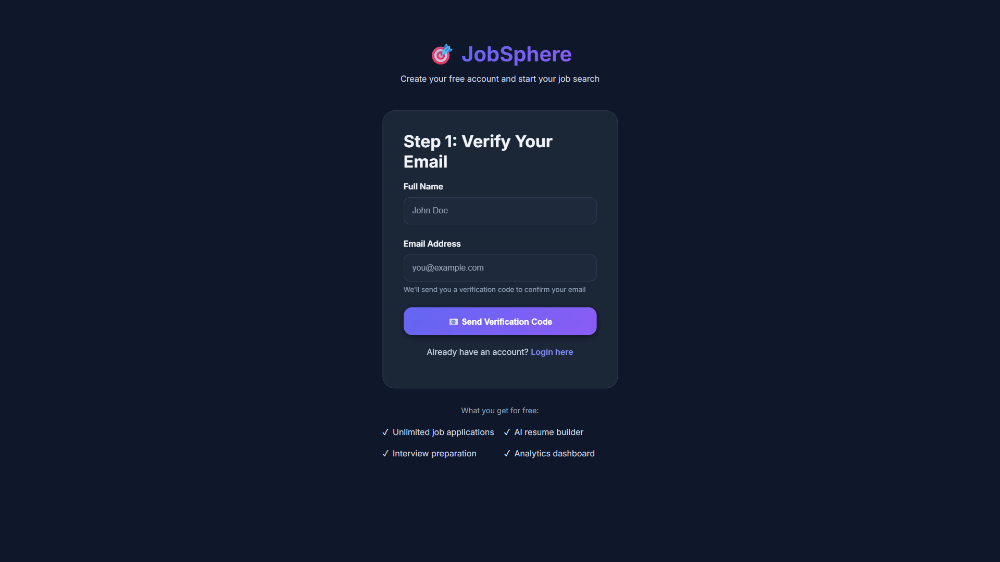 JobSphere
Create your free account and start your job search
Step 1: Verify Your
Email
Full Name
John Doe
Email Address
you@example.com
We'll send you a verification code to confirm your email
Send Verification Code
Already have an account? Login here
What you get for free:
✓ Unlimited job applications ✓ AI resume builder
✓ Interview preparation ✓ Analytics dashboard